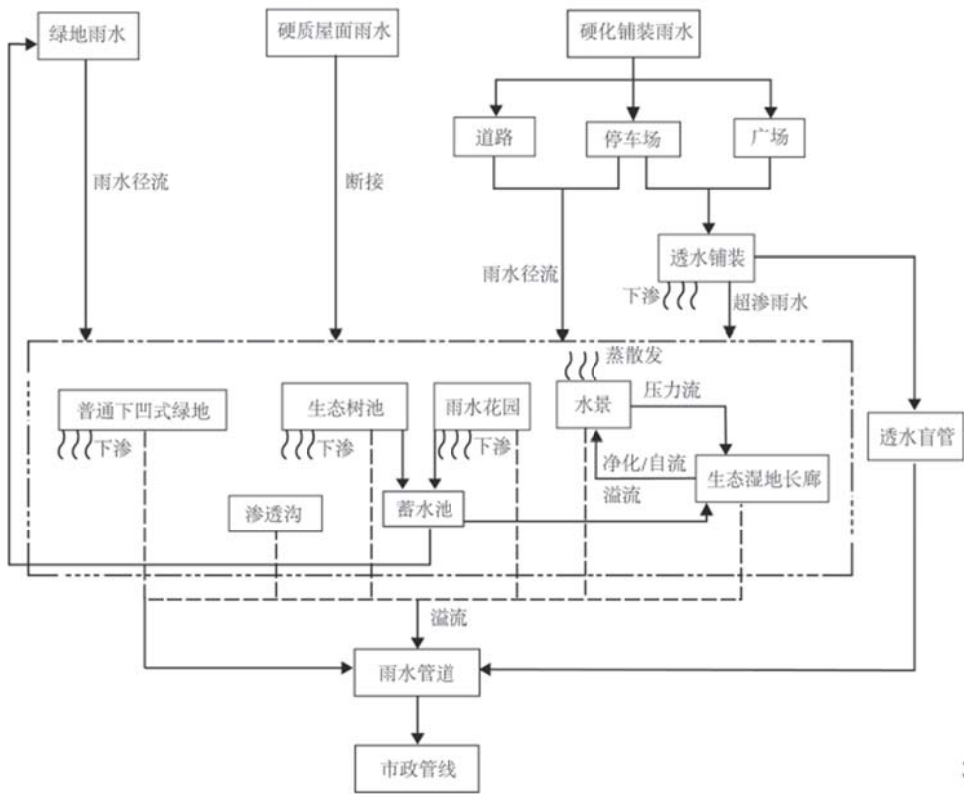 绿地雨水
硬质屋面雨水
硬化铺装雨水
道路
停车场
广场
雨水径流
断接
雨水径流
透水铺装
下渗
超渗雨水
蒸散发
普通下凹式绿地
生态树池
雨水花园
水景
压力流
下渗
下渗
下渗
透水盲管
净化/自流
溢流
生态湿地长廊
渗透沟
蓄水池
溢流
雨水管道
市政管线